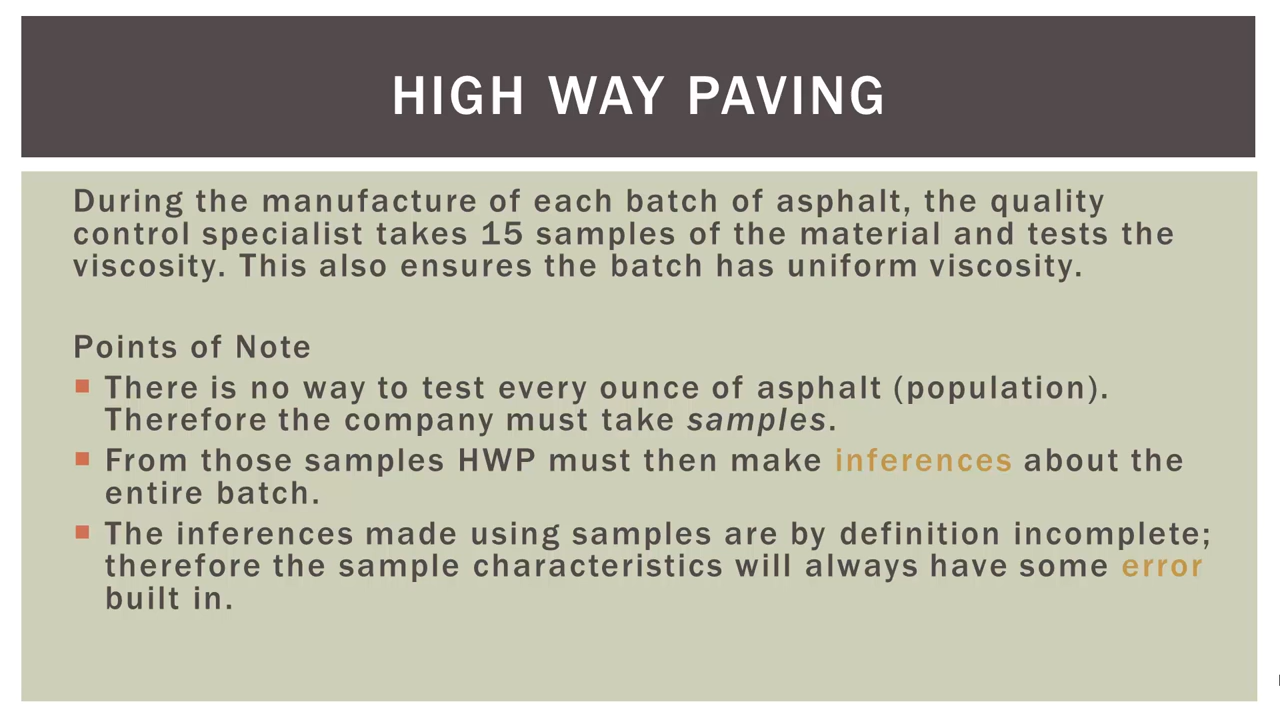 HIGH WAY PAVING
During the manufacture of each batch of asphalt, the quality
control specialist takes 15 samples of the material and tests the
viscosity. This also ensures the batch has uniform viscosity.
Points of Note
There is no way to test every ounce of asphalt (population).
Therefore the company must take samples.
From those samples HWP must then make inferences about the
entire batch.
The inferences made using samples are by definition incomplete;
therefore the sample characteristics will always have some error
built in.